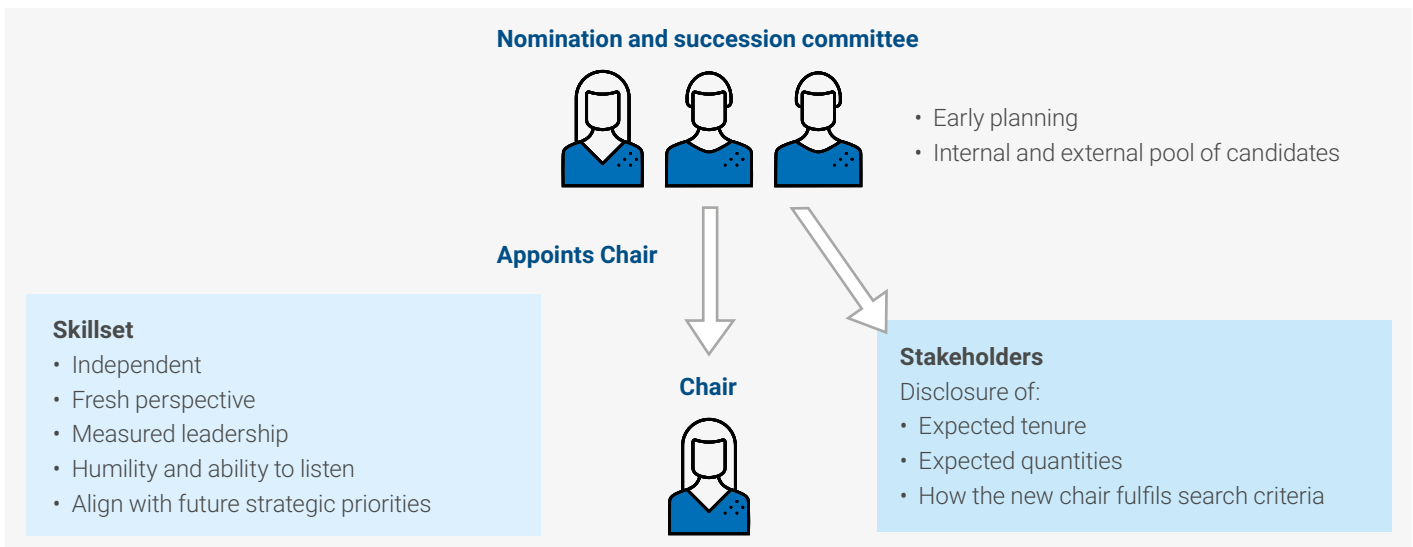 Nomination and succession committee
• Early planning
• Internal and external pool of candidates
Appoints Chair
Skillset
• Independent
• Fresh perspective
• Measured leadership
• Humility and ability to listen
• Align with future strategic priorities
Chair
Stakeholders
Disclosure of:
• Expected tenure
• Expected quantities
• How the new chair fulfils search criteria